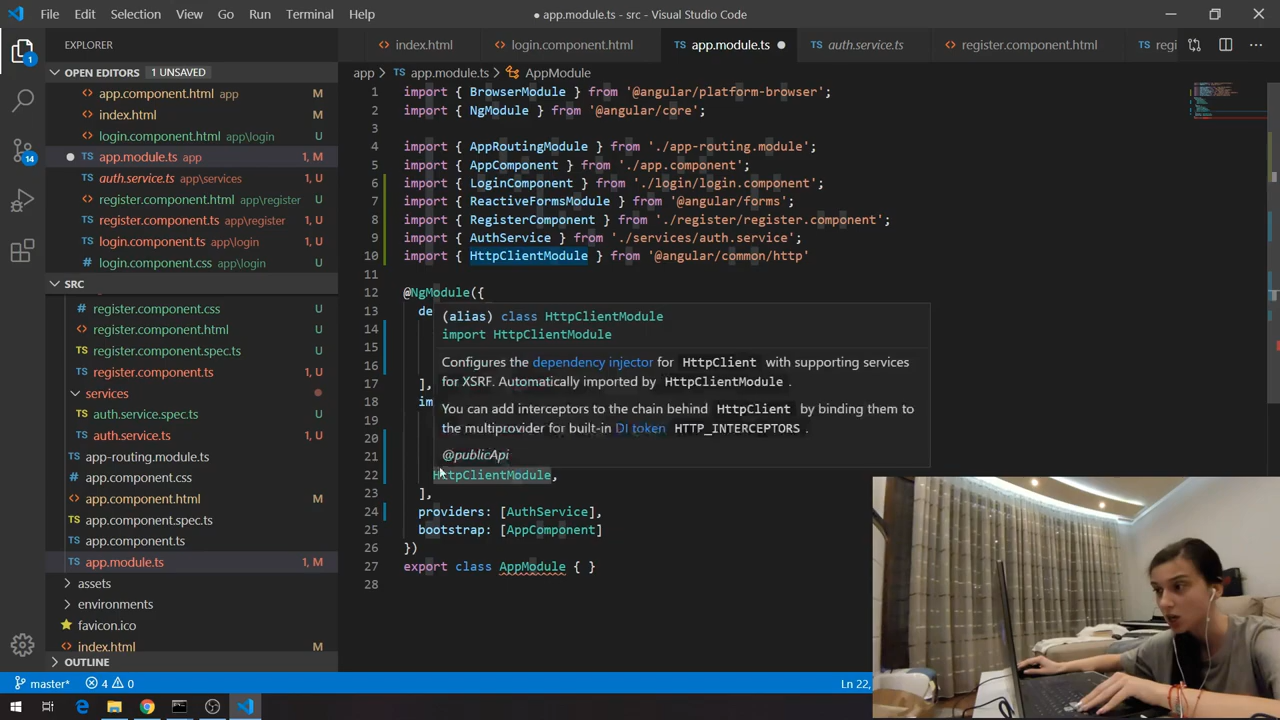 File Edit Selection View Go Run Terminal Help
● app.module.ts - src - Visual Studio Code
EXPLORER
index.html
login.component.html
TS app.module.ts ●
TS auth.service.ts
register.component.html
TS regi
OPEN EDITORS 1 UNSAVED
app.component.html app M
index.html M
login.component.html app\login U
● TS app.module.ts app 1, M
TS auth.service.ts app\services 1, U
register.component.html app\register U
TS register.component.ts app\register 1, U
TS login.component.ts app\login 1, U
login.component.css app\login U
SRC
register.component.css U
register.component.html U
TS register.component.spec.ts U
TS register.component.ts 1, U
services
TS auth.service.spec.ts U
TS auth.service.ts 1, U
TS app-routing.module.ts M
app.component.css M
app.component.html M
TS app.component.spec.ts U
TS app.component.ts U
TS app.module.ts 1, M
assets
environments
favicon.ico
index.html M
OUTLINE
app > TS app.module.ts > AppModule
1 import { BrowserModule } from '@angular/platform-browser';
2 import { NgModule } from '@angular/core';
3
4 import { AppRoutingModule } from './app-routing.module';
5 import { AppComponent } from './app.component';
6 import { LoginComponent } from './login/login.component';
7 import { ReactiveFormsModule } from '@angular/forms';
8 import { RegisterComponent } from './register/register.component';
9 import { AuthService } from './services/auth.service';
10 import { HttpClientModule } from '@angular/common/http'
11
12 @NgModule({
13 de
14
15
16
17 ],
18 im
19
20
21
22 HttpClientModule,
23 ],
24 providers: [AuthService],
25 bootstrap: [AppComponent]
26 })
27 export class AppModule { }
28
(alias) class HttpClientModule
import HttpClientModule
Configures the dependency injector for HttpClient with supporting services
for XSRF. Automatically imported by HttpClientModule .
You can add interceptors to the chain behind HttpClient by binding them to
the multiprovider for built-in DI token HTTP_INTERCEPTORS .
@publicApi
1
14
master* 4 0
Ln 22,